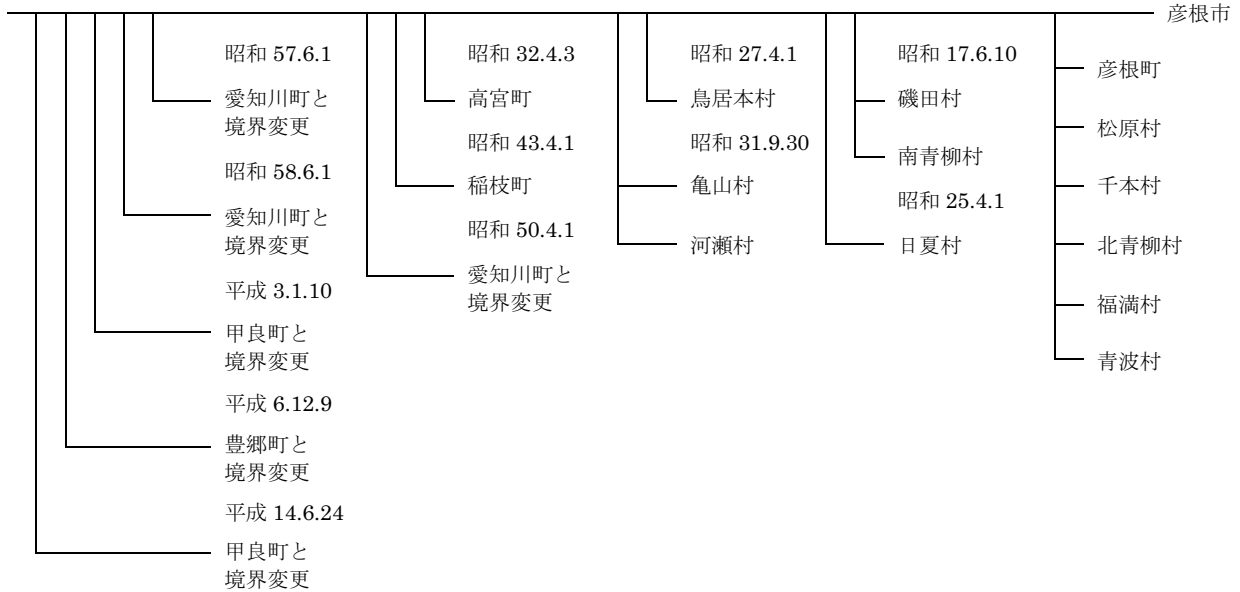 彦根市
彦根町
松原村
千本村
北青柳村
福満村
青波村
昭和 17.6.10
磯田村
南青柳村
昭和 25.4.1
日夏村
昭和 27.4.1
鳥居本村
昭和 31.9.30
亀山村
河瀬村
昭和 32.4.3
高宮町
昭和 43.4.1
稲枝町
昭和 50.4.1
愛知川町と
境界変更
昭和 57.6.1
愛知川町と
境界変更
昭和 58.6.1
愛知川町と
境界変更
平成 3.1.10
甲良町と
境界変更
平成 6.12.9
豊郷町と
境界変更
平成 14.6.24
甲良町と
境界変更